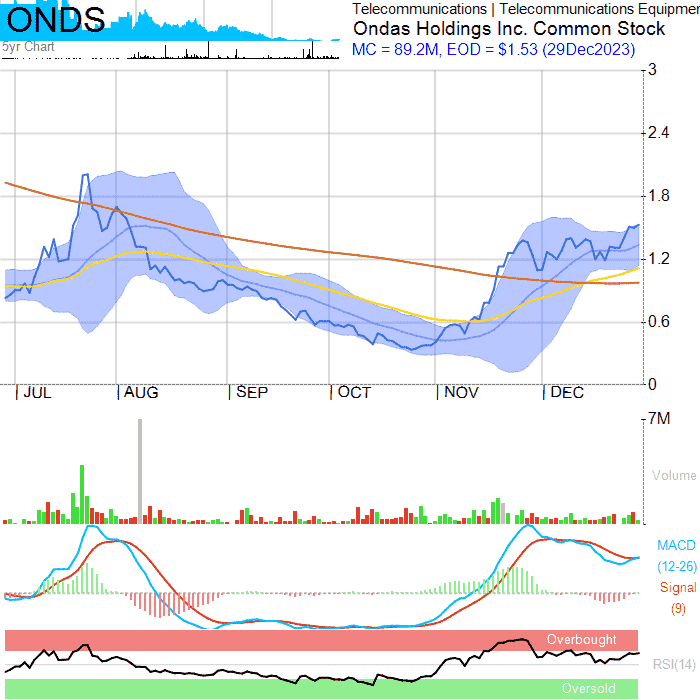 ONDS
5yr Chart
Telecommunications | Telecommunications Equipmen
Ondas Holdings Inc. Common Stock
MC = 89.2M, EOD = $1.53 (29Dec2023)
3
2.4
1.8
1.2
0.6
0
JUL AUG SEP OCT NOV DEC
7M
Volume
MACD
(12-26)
Signal
(9)
Overbought
RSI(14)
Oversold